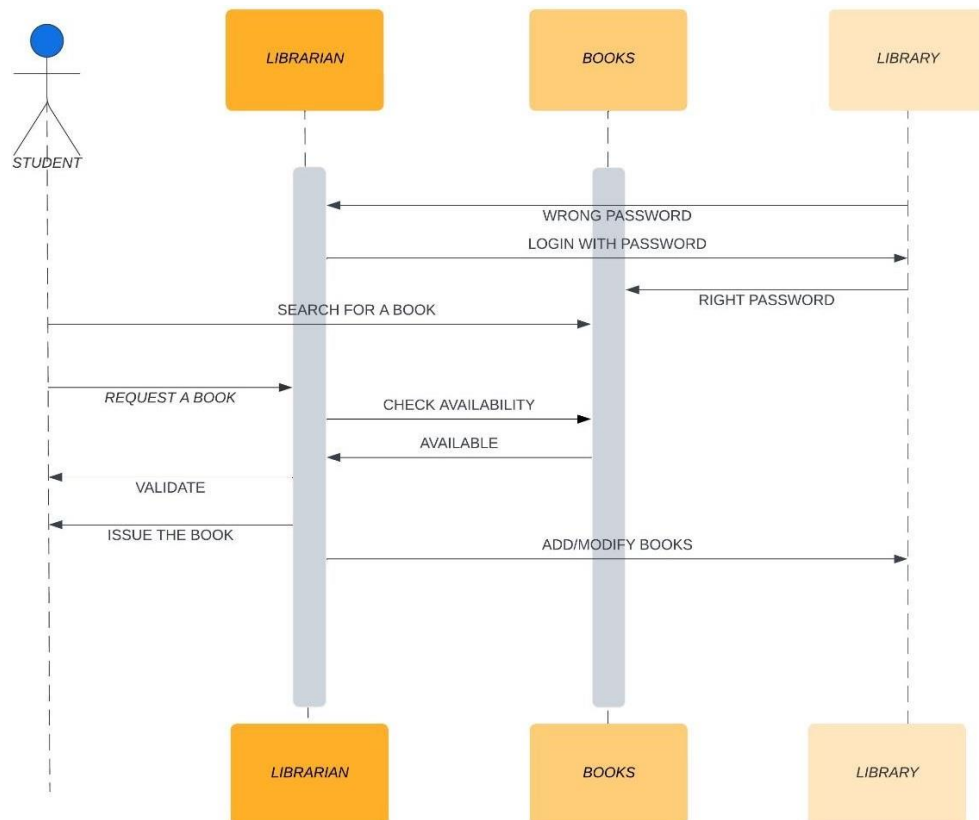 LIBRARIAN
BOOKS
LIBRARY
STUDENT
WRONG PASSWORD
LOGIN WITH PASSWORD
RIGHT PASSWORD
SEARCH FOR A BOOK
REQUEST A BOOK
CHECK AVAILABILITY
AVAILABLE
VALIDATE
ISSUE THE BOOK
ADD/MODIFY BOOKS
LIBRARIAN
BOOKS
LIBRARY